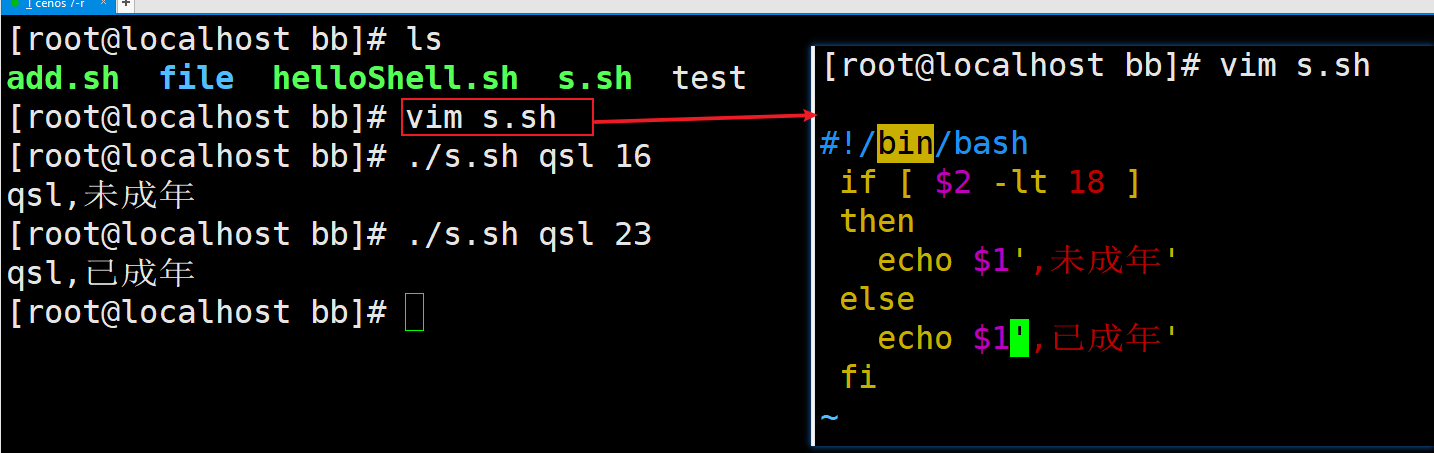 1 cenos 7-r × +
[root@localhost bb]# ls
add.sh  file  helloShell.sh  s.sh  test
[root@localhost bb]# vim s.sh
[root@localhost bb]# ./s.sh qsl 16
qsl,未成年
[root@localhost bb]# ./s.sh qsl 23
qsl,已成年
[root@localhost bb]#
[root@localhost bb]# vim s.sh
#!/bin/bash
 if [ $2 -lt 18 ]
 then
   echo $1',未成年'
 else
   echo $1',已成年'
 fi
~